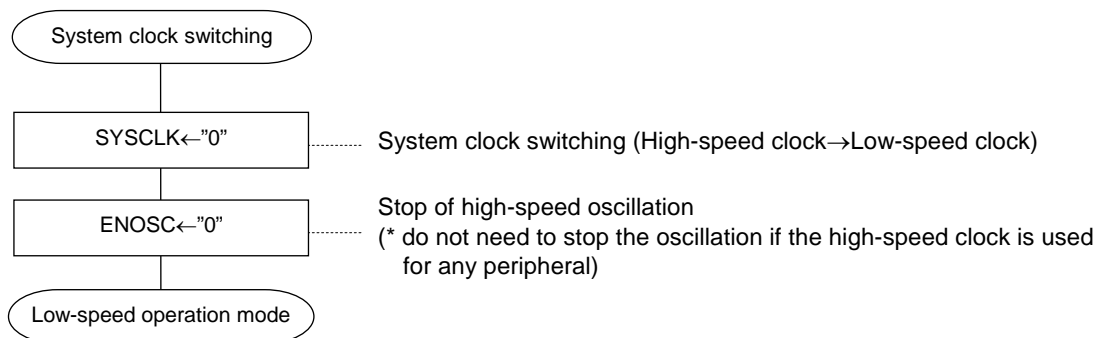 System clock switching
SYSCLK←"0"
System clock switching (High-speed clock→Low-speed clock)
ENOSC←"0"
Stop of high-speed oscillation
(* do not need to stop the oscillation if the high-speed clock is used
for any peripheral)
Low-speed operation mode